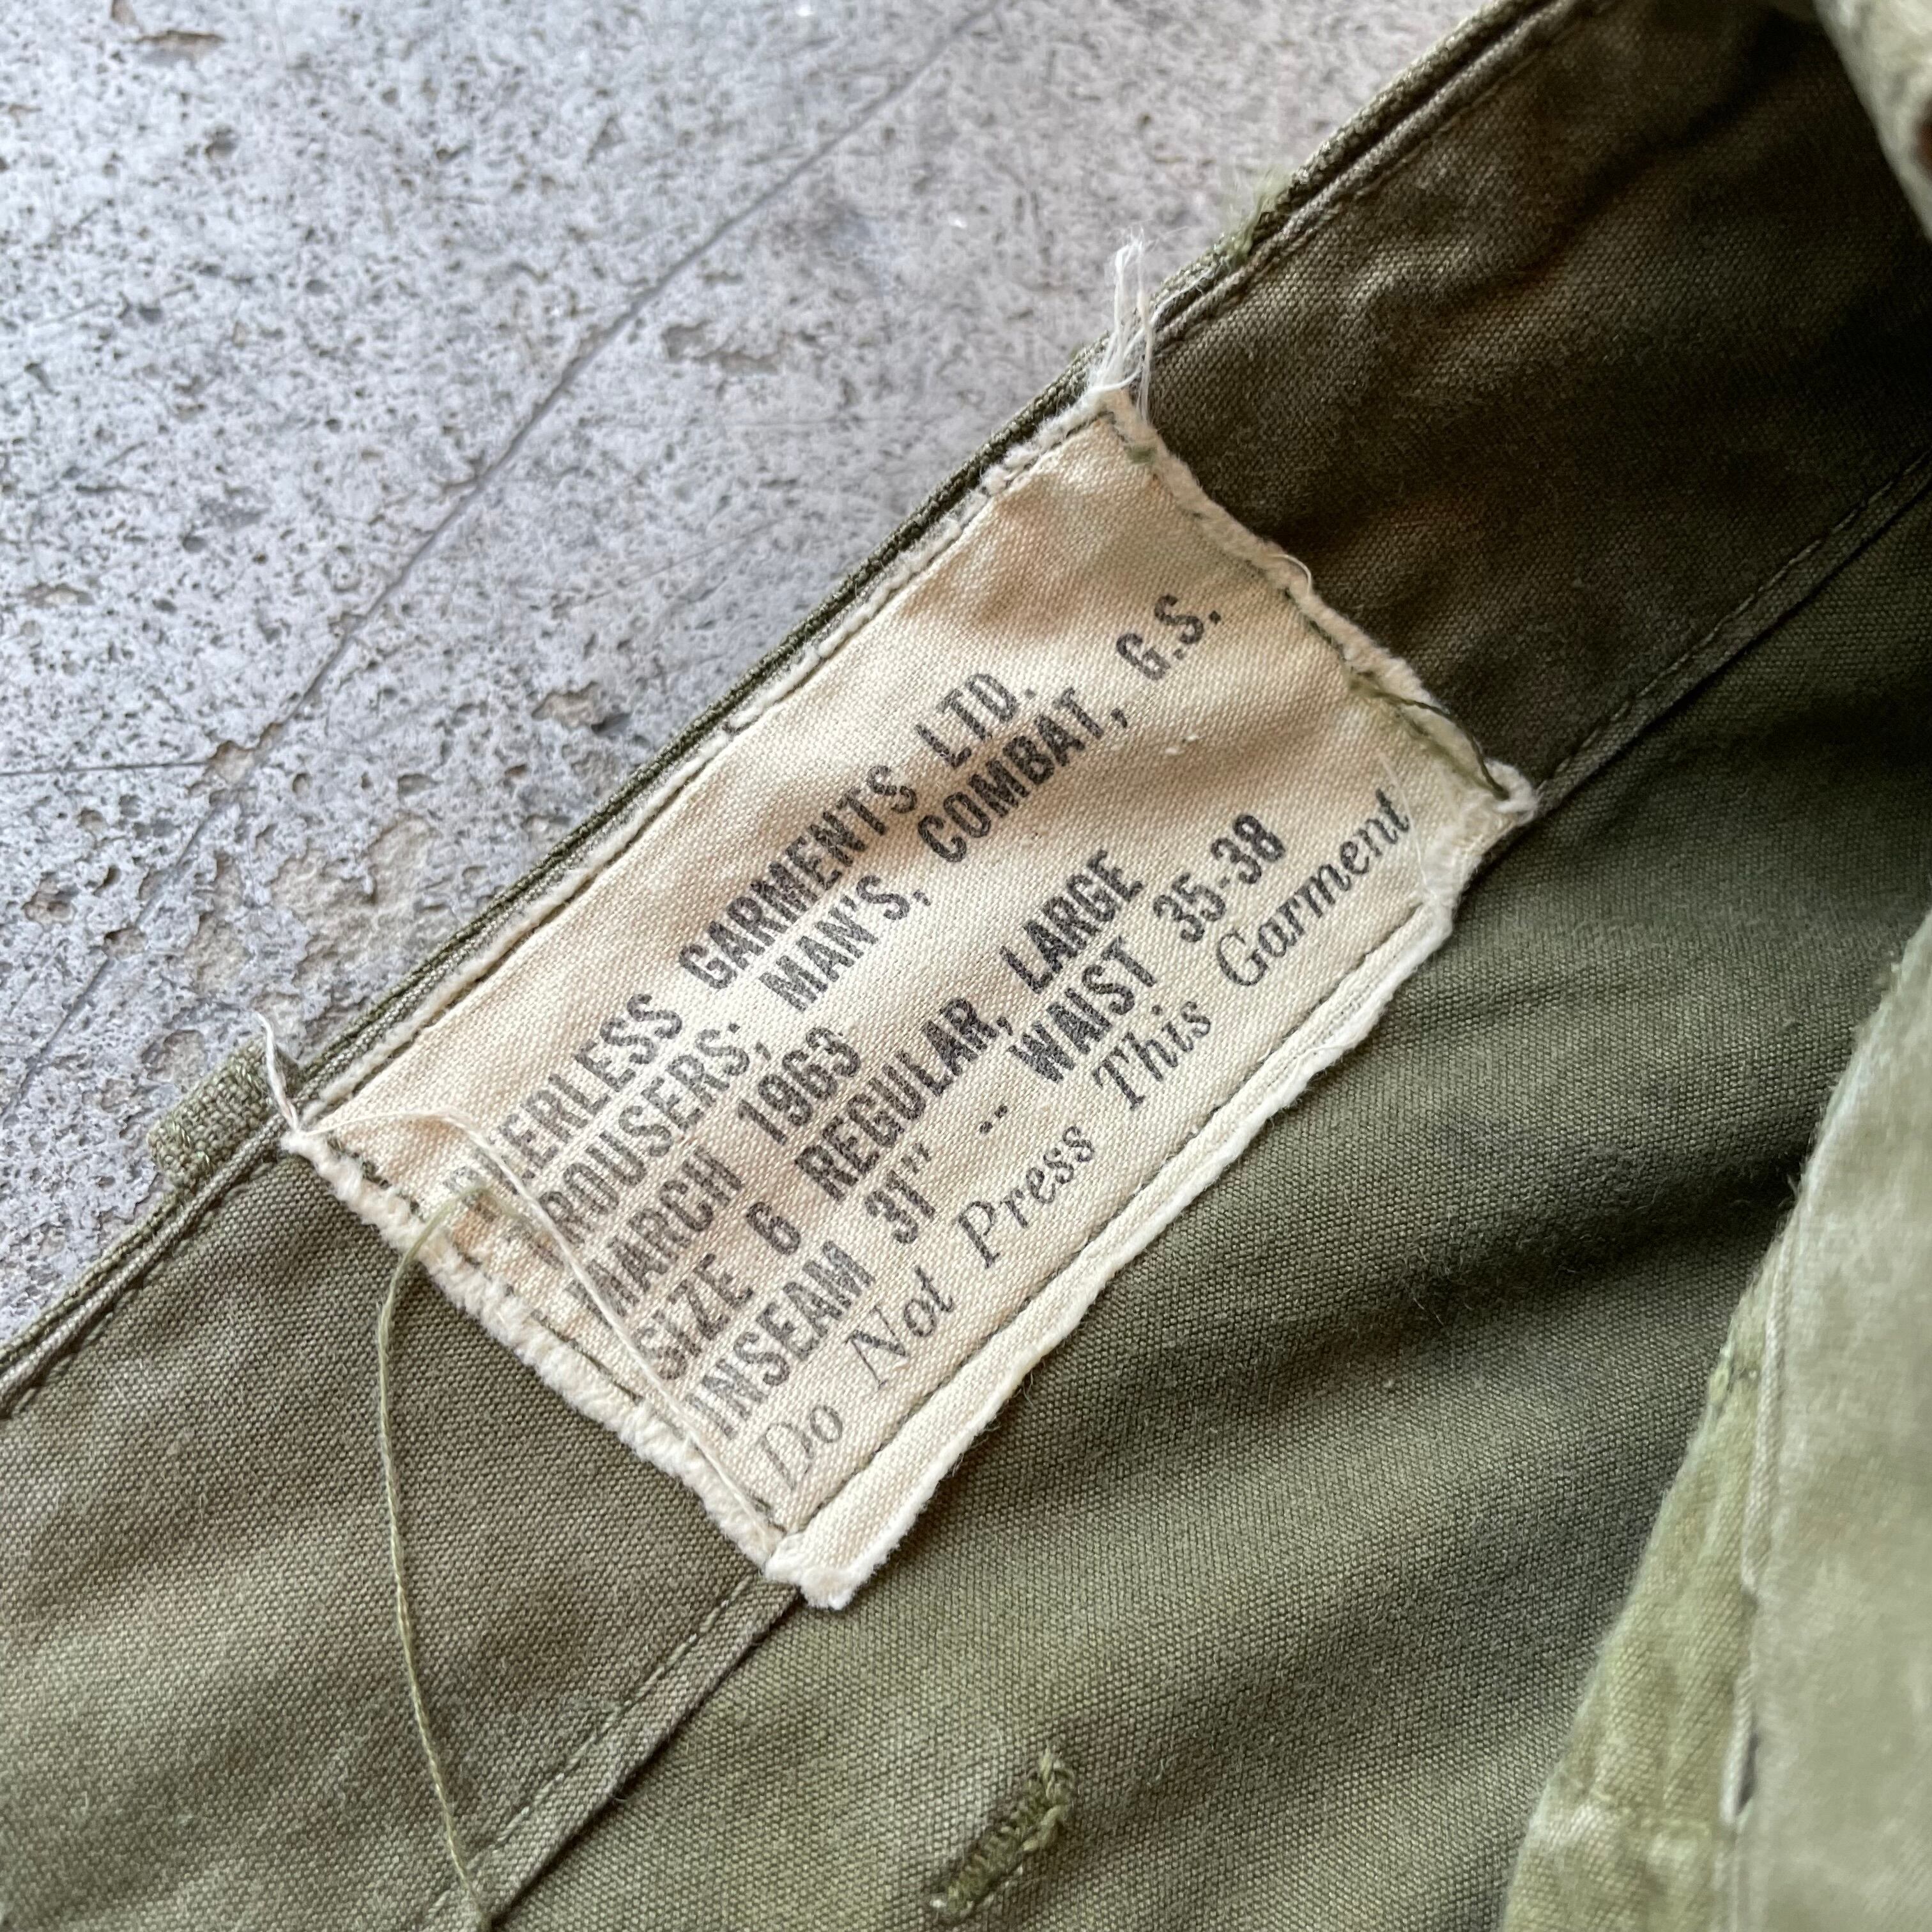 PEERLESS GARMENTS LTD.
TROUSERS, MAN'S, COMBAT, G.S.
MARCH 1963
SIZE 6 REGULAR, LARGE
INSEAM 31" -- WAIST 35-38
Do Not Press This Garment